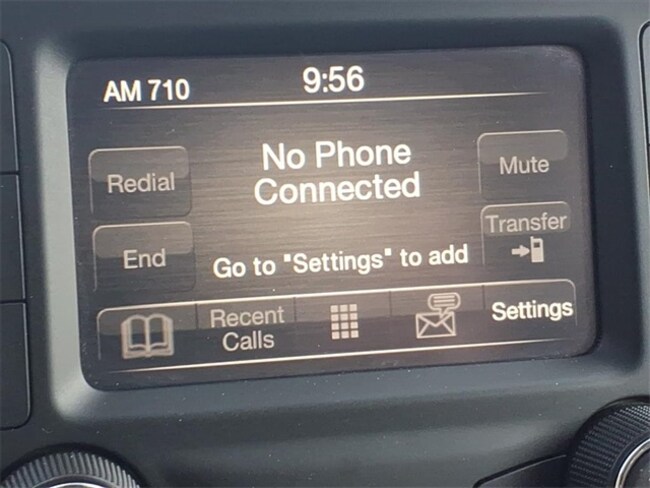 AM 710
9:56
Redial
No Phone
Connected
Mute
End
Go to "Settings" to add
Transfer
Recent
Calls
Settings